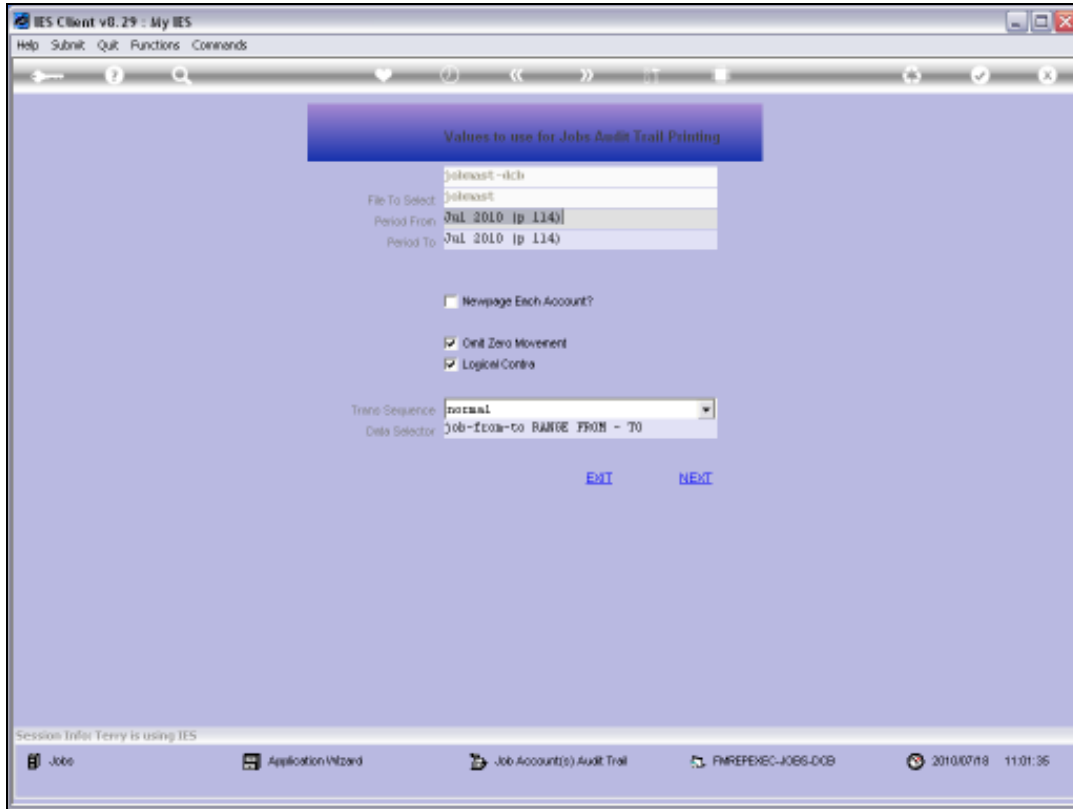 IES Client v8.29 : My IES
Help Submit Quit Functions Commands
Values to use for Jobs Audit Trail Printing
jobmast-dcb
File To Select jobmast
Period From Jul 2010 (p 114)
Period To Jul 2010 (p 114)
Newpage Each Account?
Omit Zero Movement
Logical Contra
Trans Sequence normal
Data Selector job-from-to RANGE FROM - TO
EXIT NEXT
Session Info: Terry is using IES
Jobs Application Wizard Job Account(s) Audit Trail FMREPEXEC-JOBS-DCB 2010/07/18 11:01:36